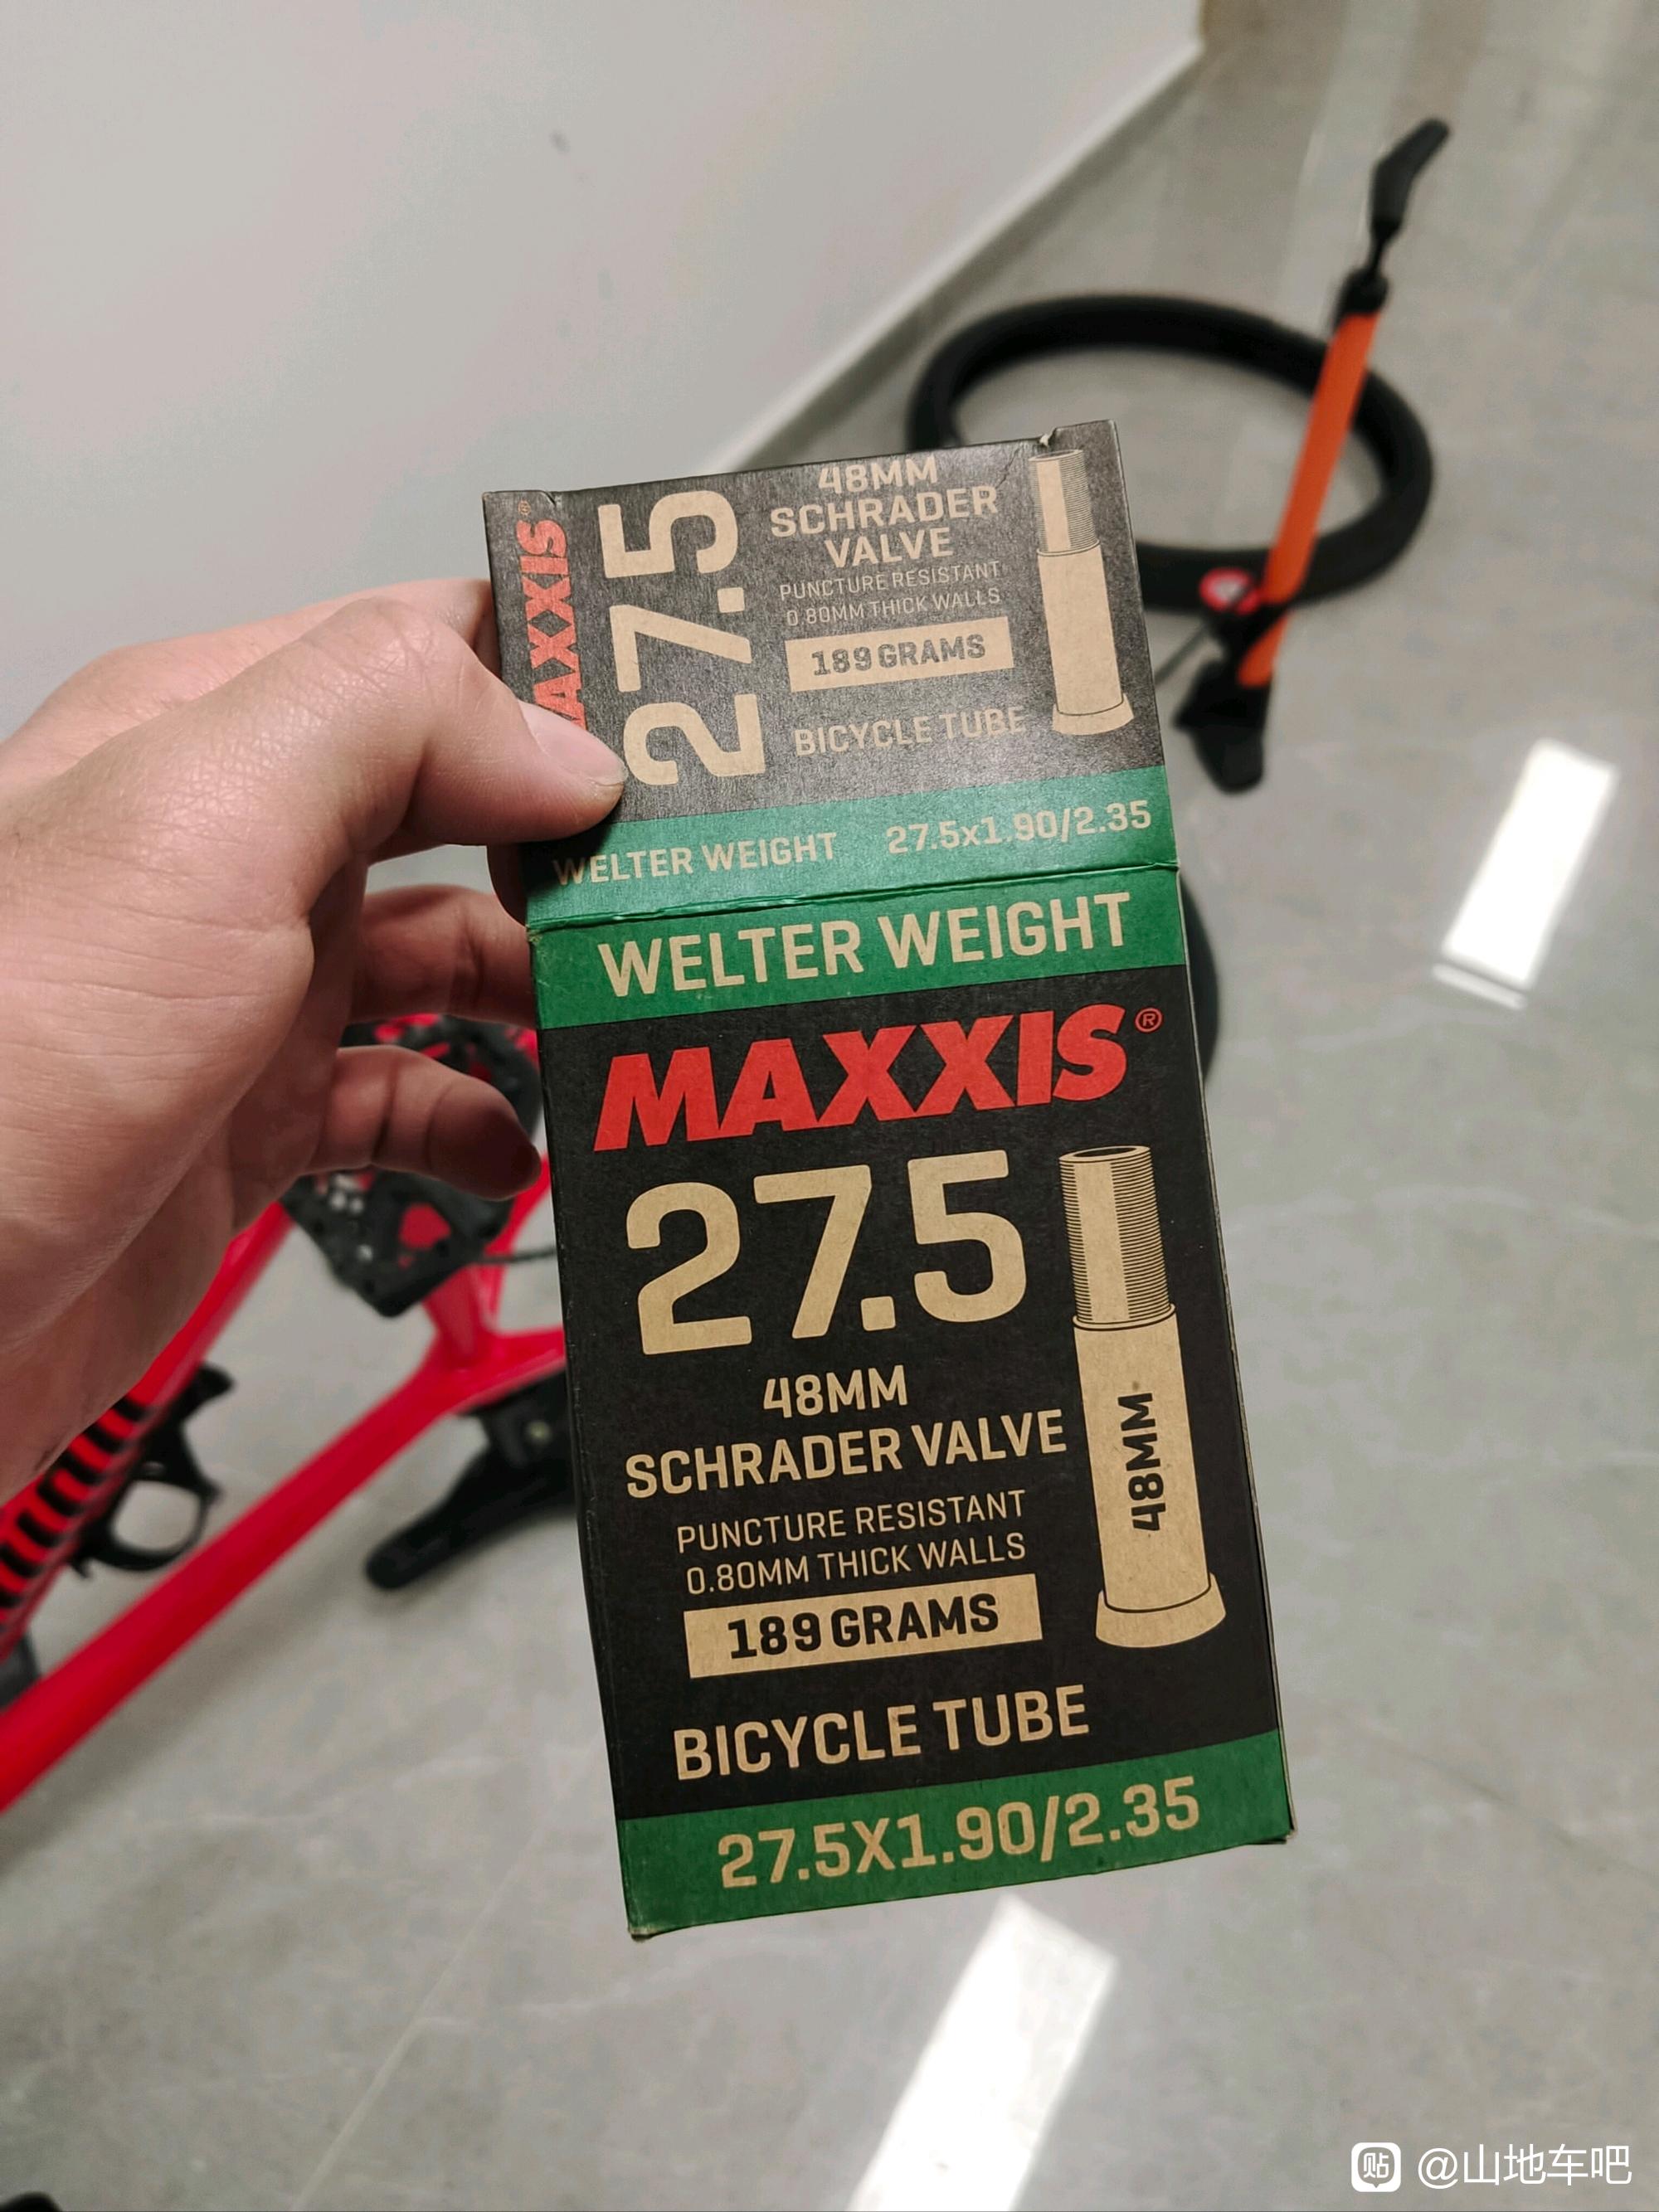 MAXXIS®
27.5
48MM
SCHRADER
VALVE
PUNCTURE RESISTANT
0.80MM THICK WALLS
189 GRAMS
BICYCLE TUBE
WELTER WEIGHT 27.5x1.90/2.35
WELTER WEIGHT
MAXXIS®
27.5
48MM
SCHRADER VALVE
PUNCTURE RESISTANT
0.80MM THICK WALLS
189 GRAMS
BICYCLE TUBE
48MM
27.5X1.90/2.35
贴 @山地车吧